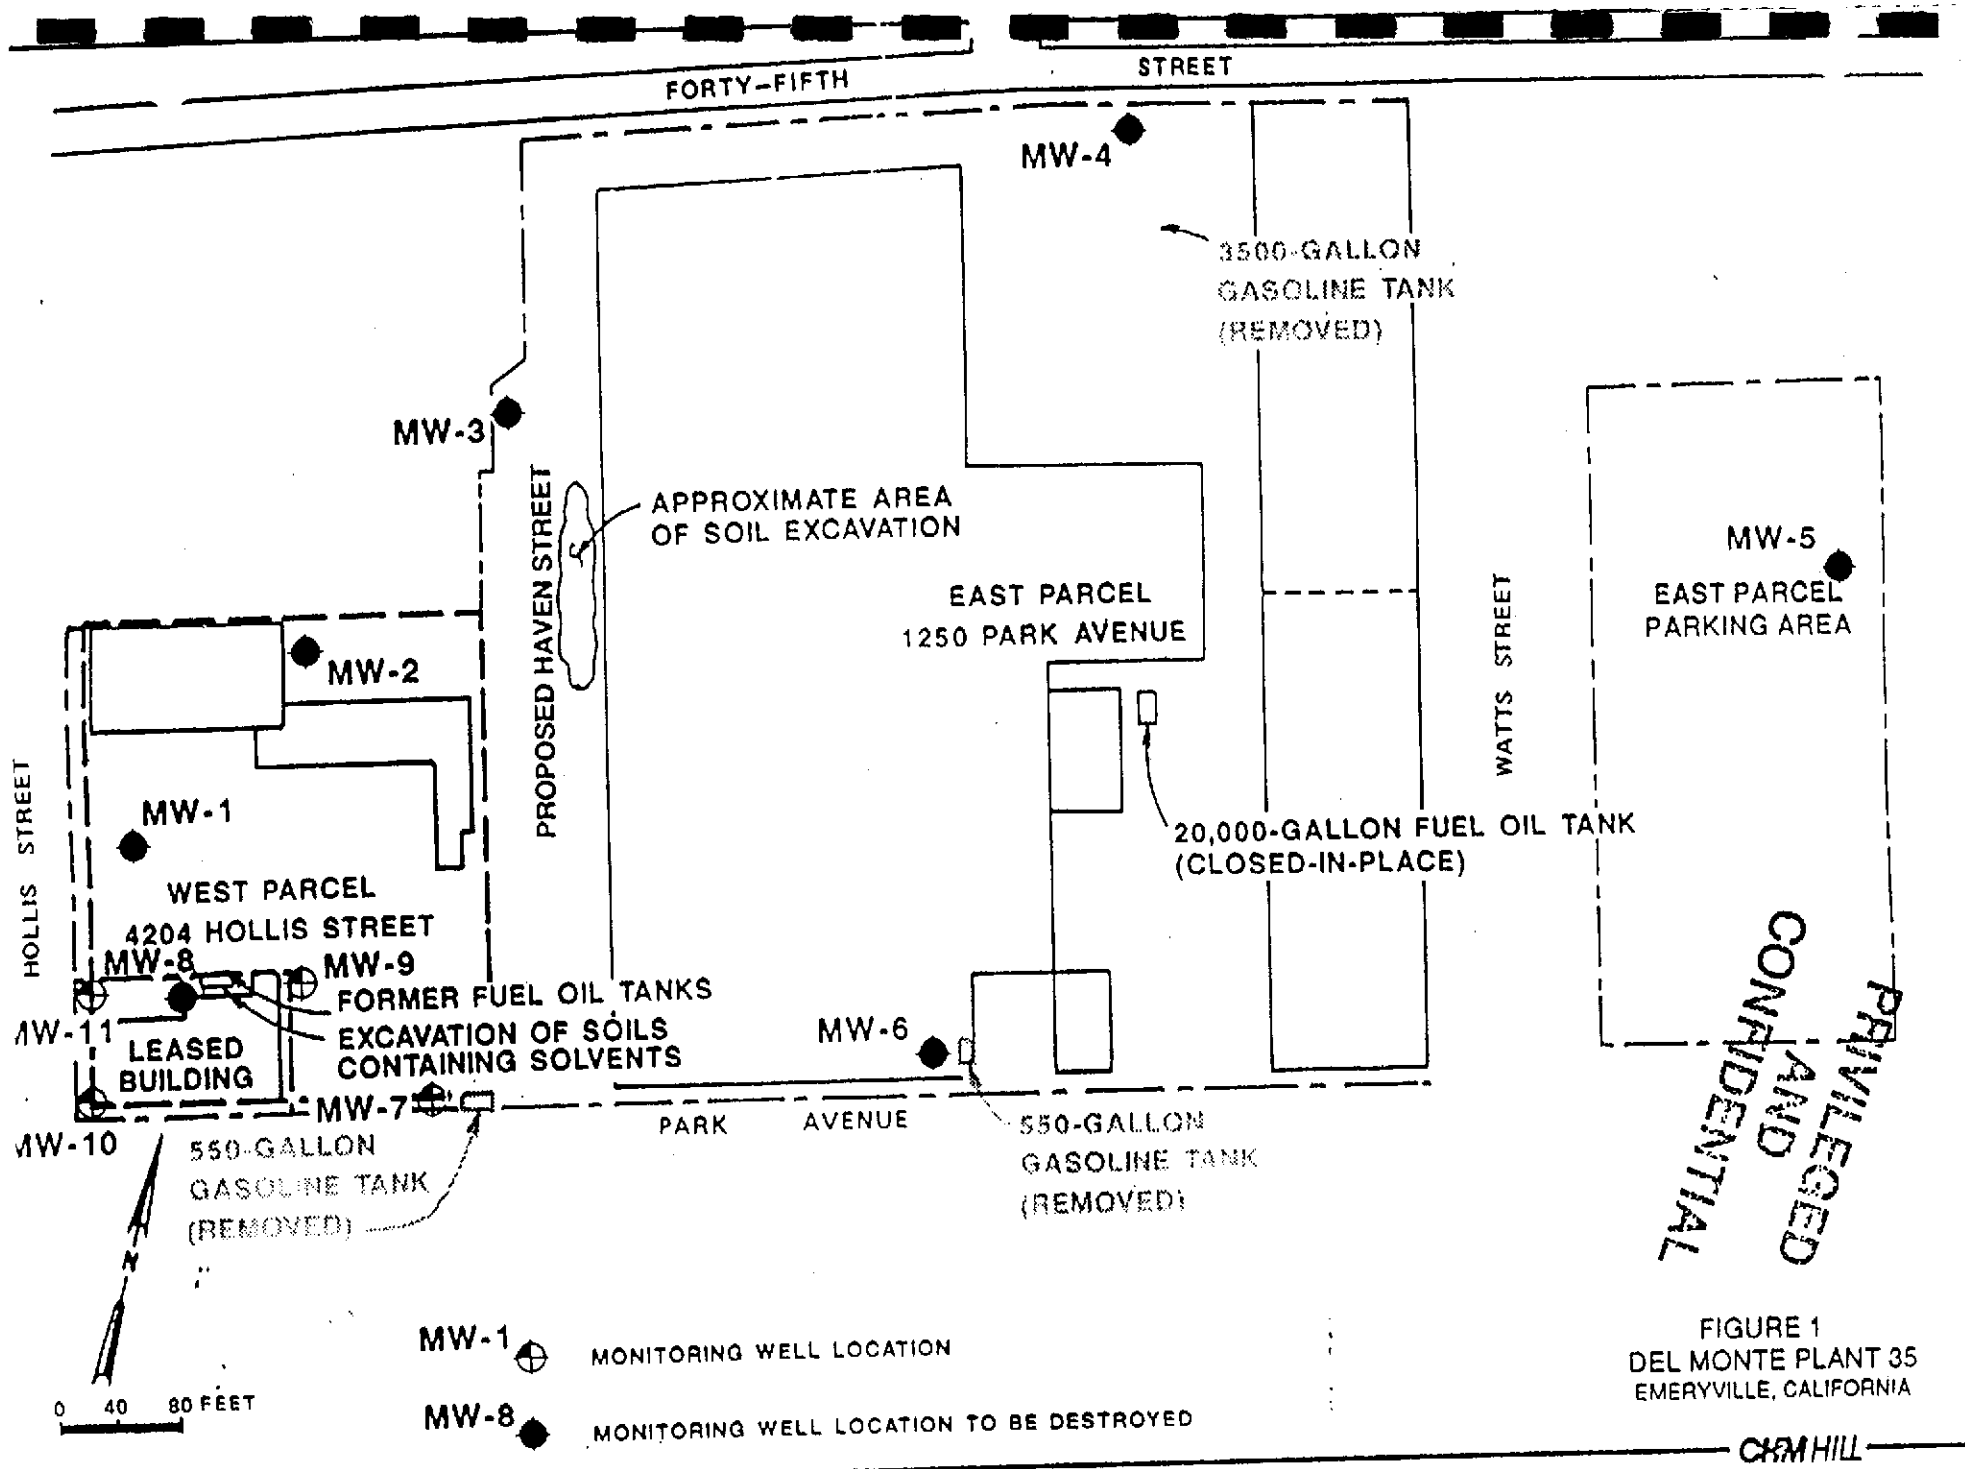 FORTY-FIFTH STREET
MW-4
3500-GALLON
GASOLINE TANK
(REMOVED)
MW-3
PROPOSED HAVEN STREET
APPROXIMATE AREA
OF SOIL EXCAVATION
EAST PARCEL
1250 PARK AVENUE
WATTS STREET
MW-5
EAST PARCEL
PARKING AREA
MW-2
HOLLIS STREET
MW-1
20,000-GALLON FUEL OIL TANK
(CLOSED-IN-PLACE)
WEST PARCEL
4204 HOLLIS STREET
MW-8
MW-9
FORMER FUEL OIL TANKS
EXCAVATION OF SOILS
CONTAINING SOLVENTS
MW-11
LEASED
BUILDING
MW-6
MW-7
MW-10
PARK AVENUE
550-GALLON
GASOLINE TANK
(REMOVED)
550-GALLON
GASOLINE TANK
(REMOVED)
PRIVILEGED
AND
CONFIDENTIAL
N
0 40 80 FEET
MW-1
MONITORING WELL LOCATION
MW-8
MONITORING WELL LOCATION TO BE DESTROYED
FIGURE 1
DEL MONTE PLANT 35
EMERYVILLE, CALIFORNIA
CH2M HILL